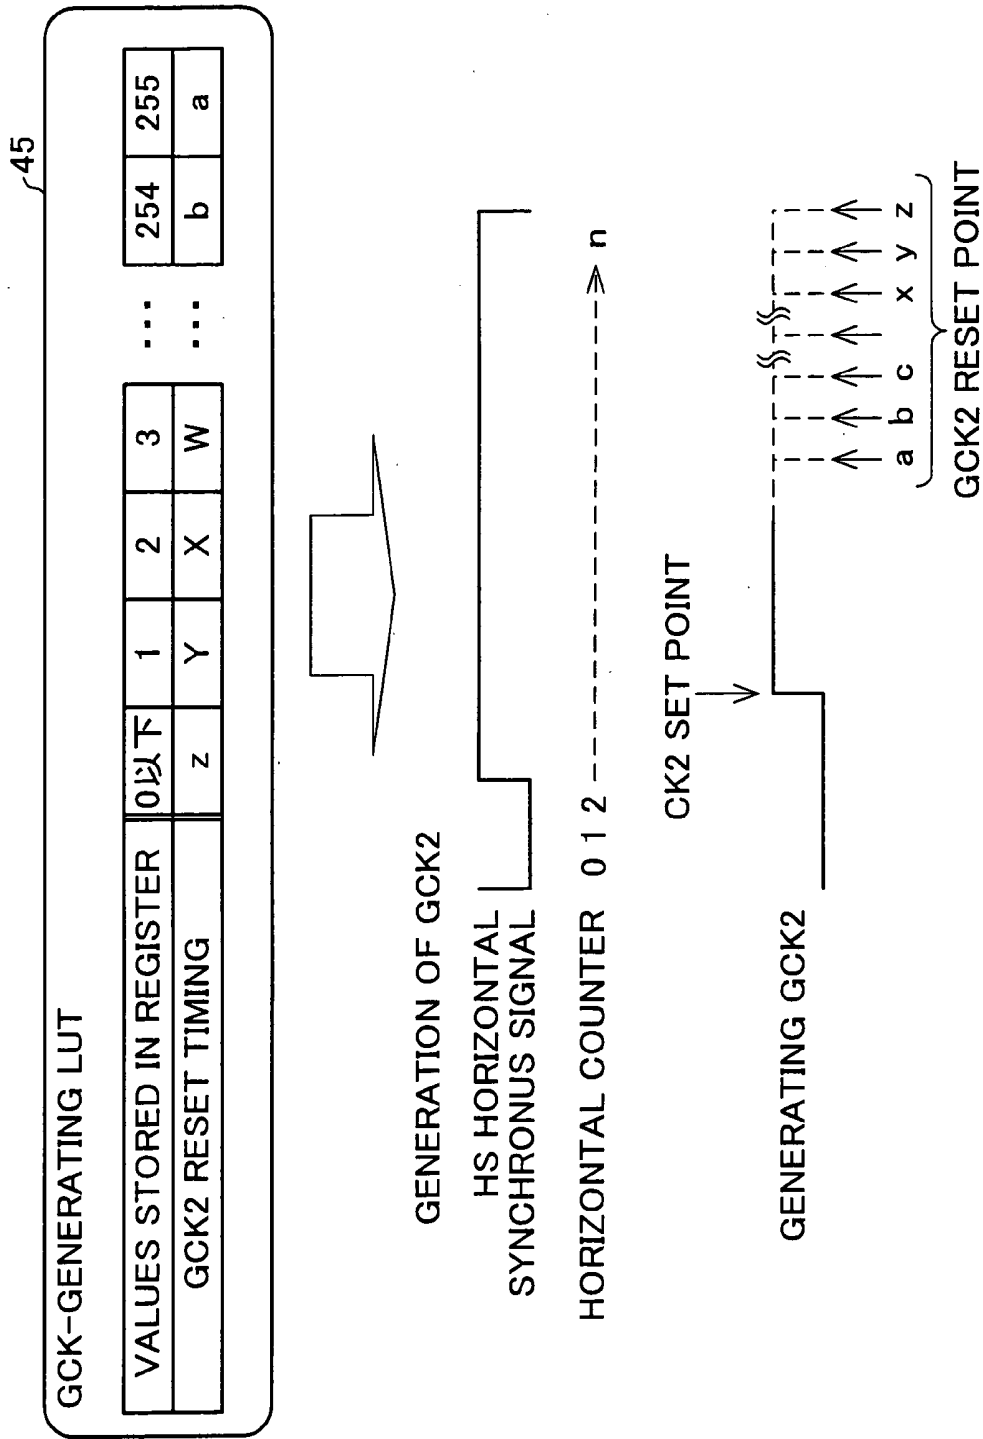 45
GCK-GENERATING LUT
VALUES STORED IN REGISTER 0以下 1 2 3 ... 254 255
GCK2 RESET TIMING z Y X W ... b a
GENERATION OF GCK2
HS HORIZONTAL
SYNCHRONUS SIGNAL
HORIZONTAL COUNTER 0 1 2 n
CK2 SET POINT
GENERATING GCK2
a b c x y z
GCK2 RESET POINT